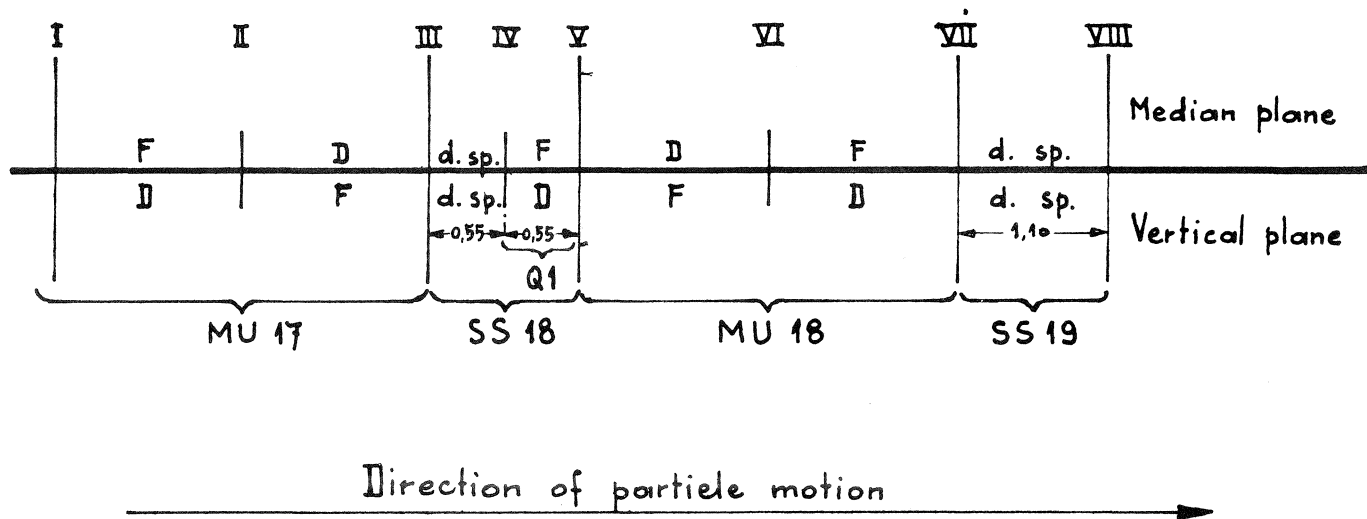 I II III IV V VI VII VIII
Median plane
F D d. sp. F D F d. sp.
D F d. sp. D F D d. sp.
0,55 0,55 1,10
Vertical plane
Q1
MU 17 SS 18 MU 18 SS 19
Direction of particle motion